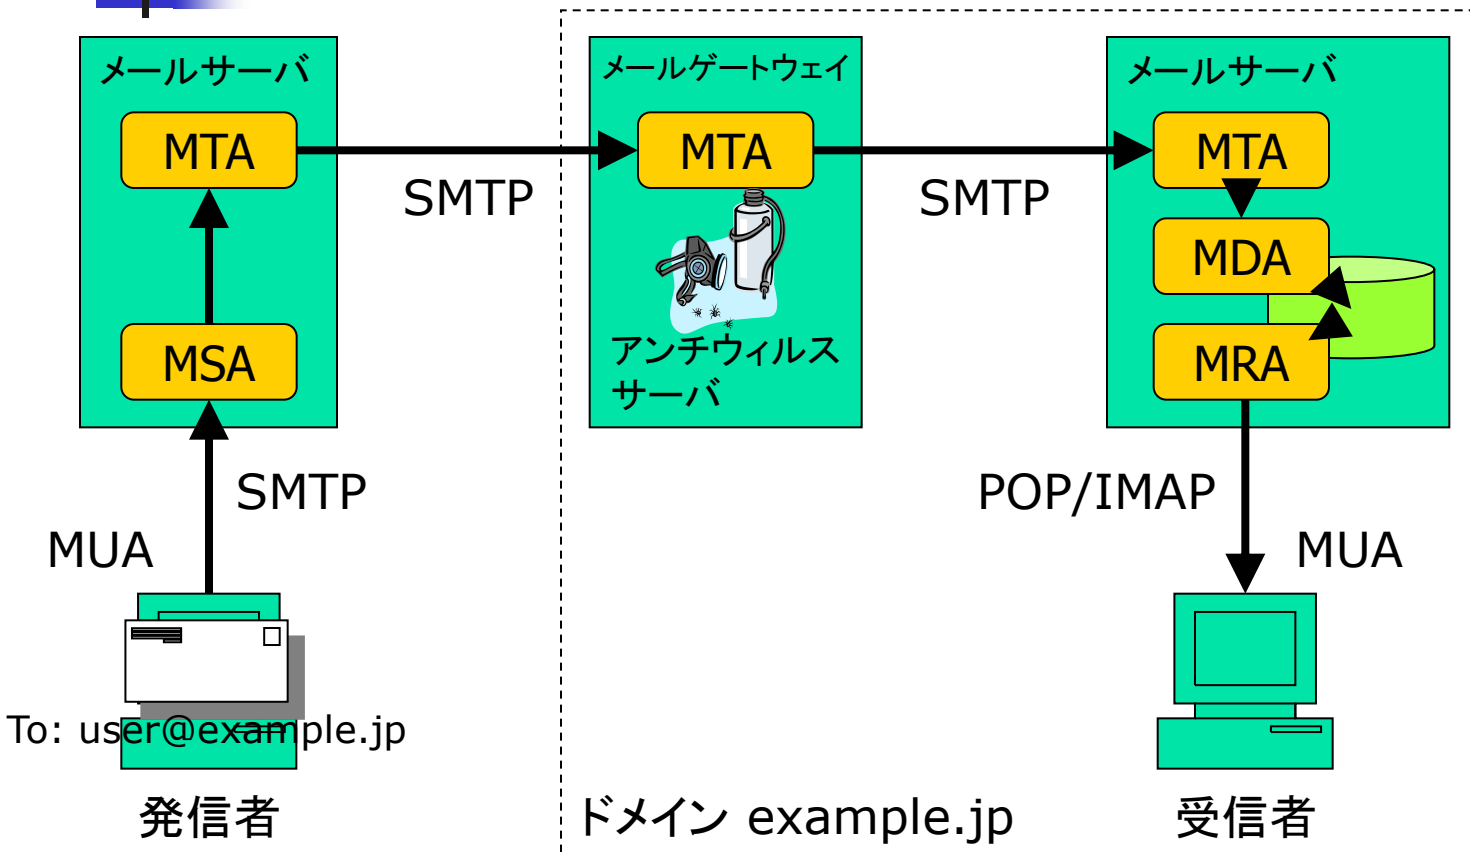 メールサーバ
MTA
MSA
SMTP
メールゲートウェイ
MTA
アンチウィルス
サーバ
SMTP
メールサーバ
MTA
MDA
MRA
SMTP
MUA
POP/IMAP
MUA
To: user@example.jp
発信者
ドメイン example.jp
受信者